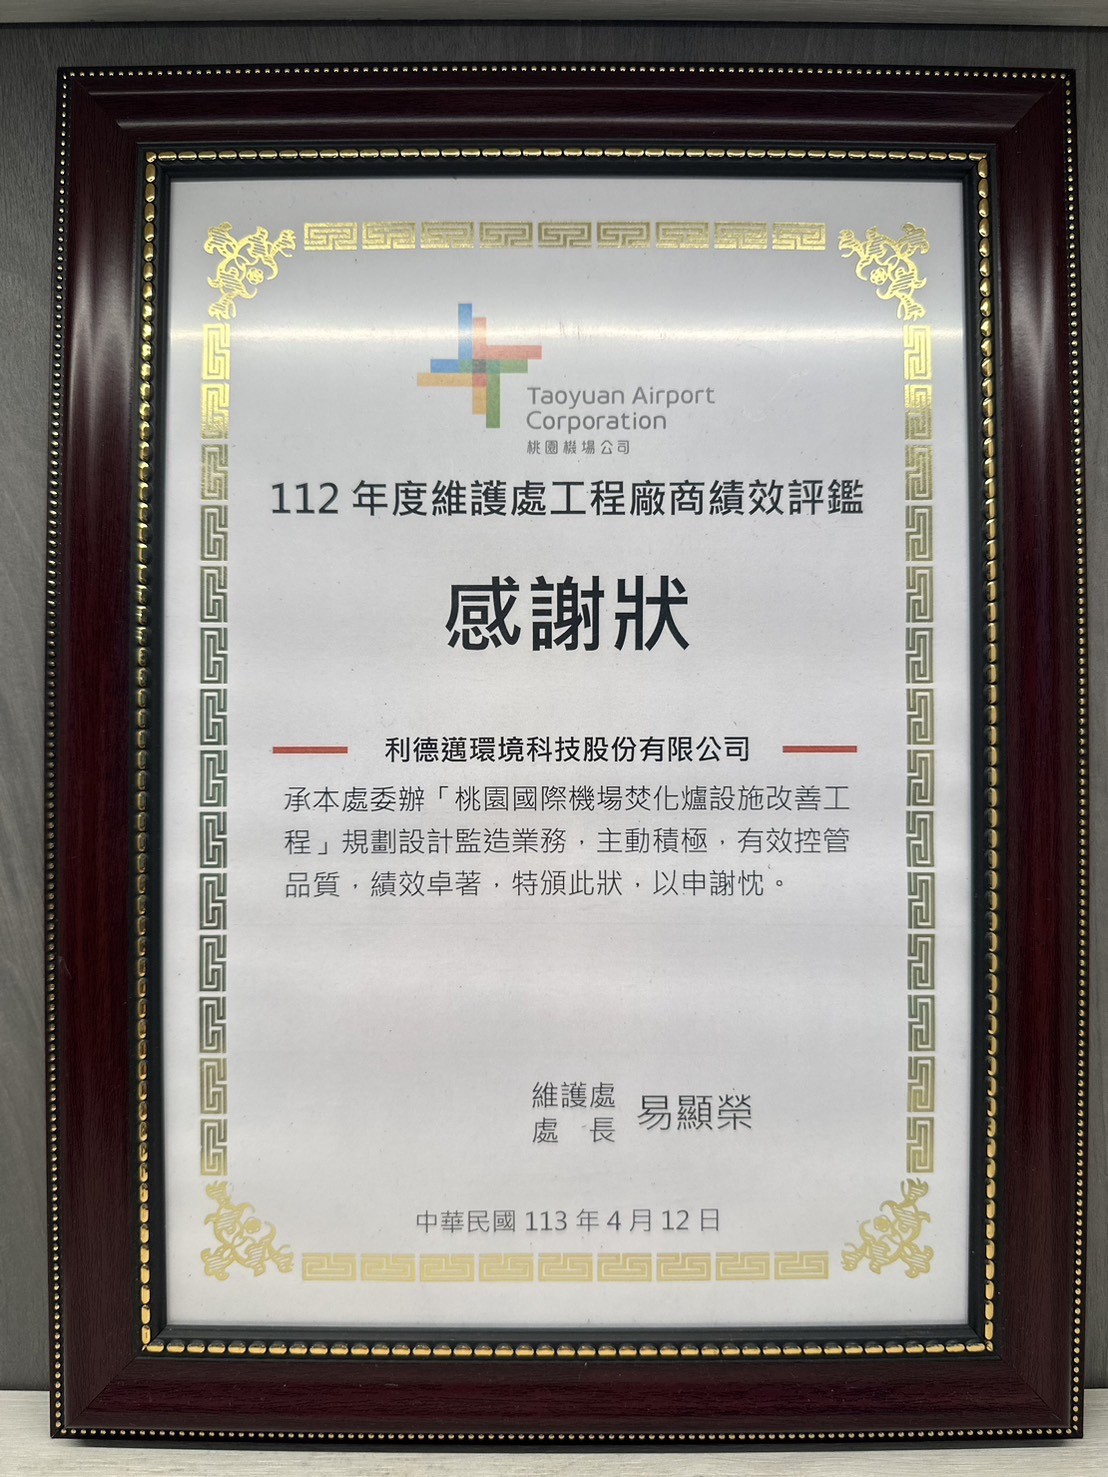 Taoyuan Airport
Corporation
桃園機場公司
112 年度維護處工程廠商績效評鑑
感謝狀
利德邁環境科技股份有限公司
承本處委辦「桃園國際機場焚化爐設施改善工
程」規劃設計監造業務，主動積極，有效控管
品質，績效卓著，特頒此狀，以申謝忱。
維護處
處 長 易顯榮
中華民國 113 年 4 月 12 日